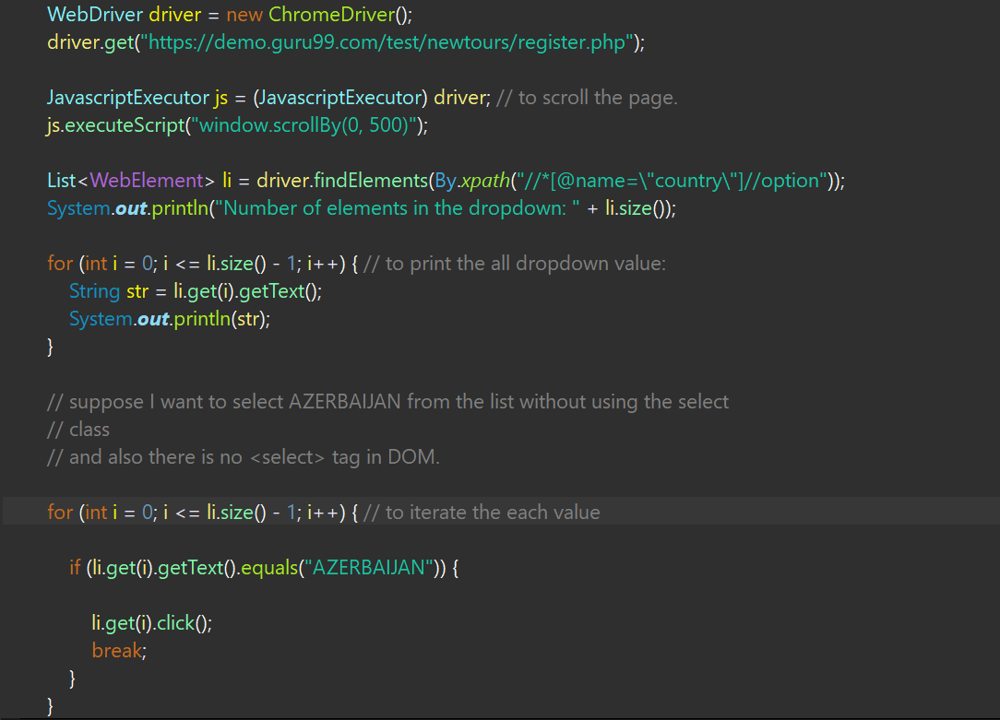 WebDriver driver = new ChromeDriver();
driver.get("https://demo.guru99.com/test/newtours/register.php");
JavascriptExecutor js = (JavascriptExecutor) driver; // to scroll the page.
js.executeScript("window.scrollBy(0, 500)");
List<WebElement> li = driver.findElements(By.xpath("//*[@name=\"country\"]//option"));
System.out.println("Number of elements in the dropdown: " + li.size());
for (int i = 0; i <= li.size() - 1; i++) { // to print the all dropdown value:
String str = li.get(i).getText();
System.out.println(str);
}
// suppose I want to select AZERBAIJAN from the list without using the select
// class
// and also there is no <select> tag in DOM.
for (int i = 0; i <= li.size() - 1; i++) { // to iterate the each value
if (li.get(i).getText().equals("AZERBAIJAN")) {
li.get(i).click();
break;
}
}